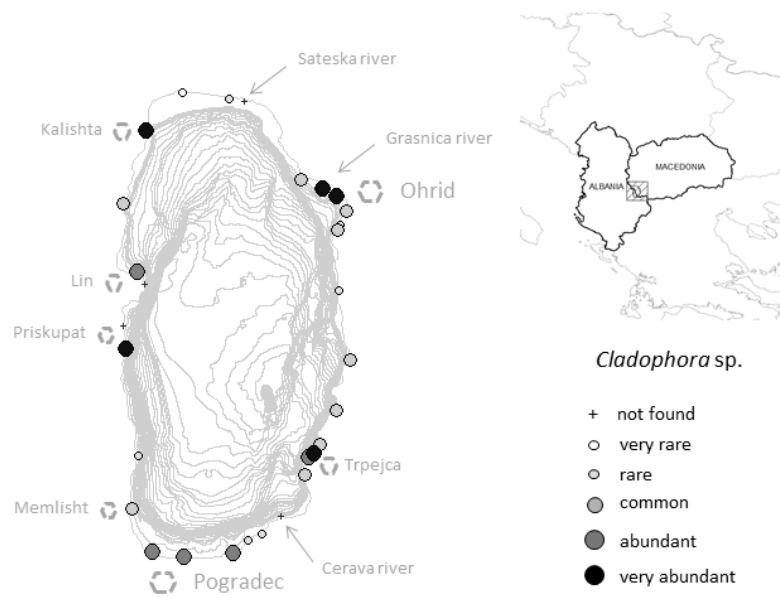 Sateska river
Kalishta
Grasnica river
Ohrid
MACEDONIA
ALBANIA
Lin
Priskupat
Cladophora sp.
not found
very rare
rare
common
abundant
very abundant
Trpejca
Memlisht
Cerava river
Pogradec